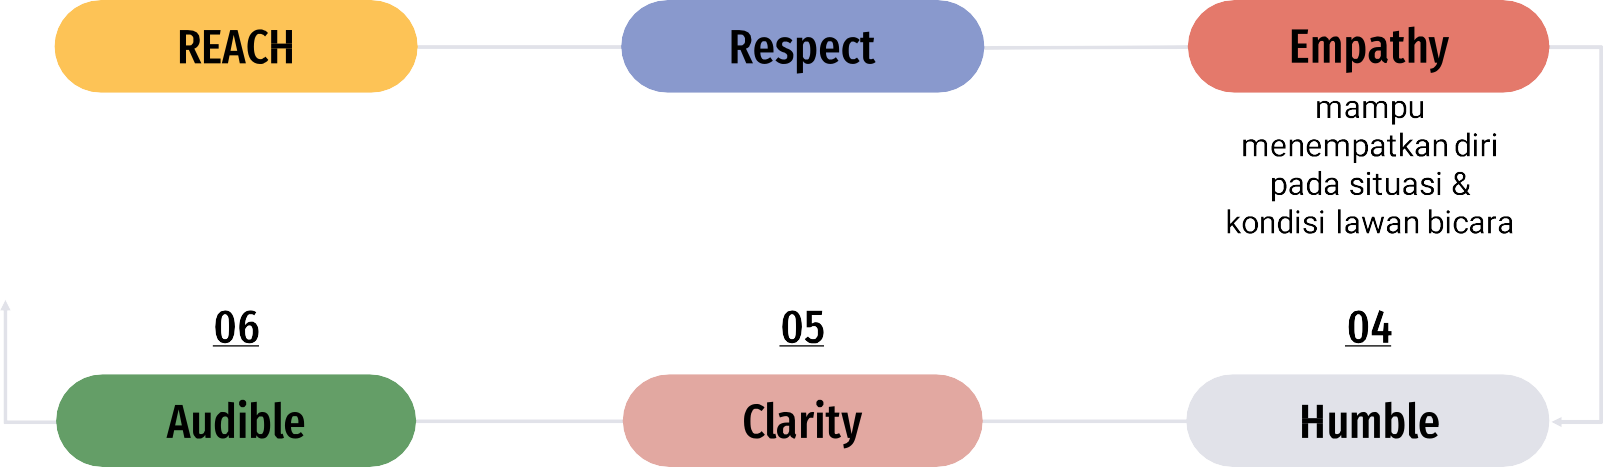 REACH
Respect
Empathy
mampu
menempatkan diri
pada situasi &
kondisi lawan bicara
06
05
04
Audible
Clarity
Humble